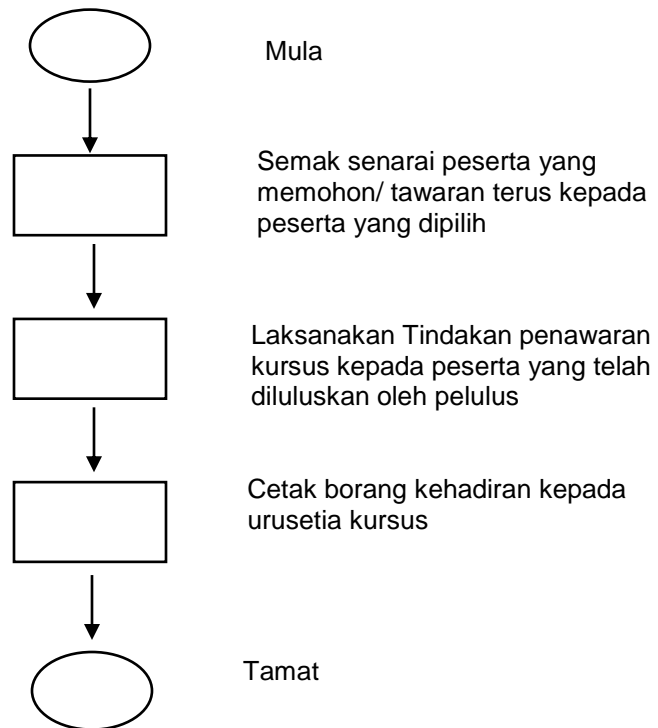 Mula
Semak senarai peserta yang
memohon/ tawaran terus kepada
peserta yang dipilih
Laksanakan Tindakan penawaran
kursus kepada peserta yang telah
diluluskan oleh pelulus
Cetak borang kehadiran kepada
urusetia kursus
Tamat